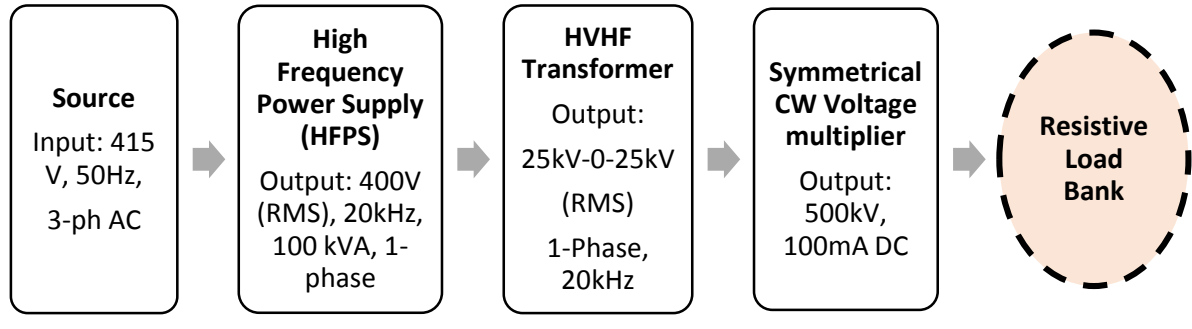 Source
Input: 415
V, 50Hz,
3-ph AC
High
Frequency
Power Supply
(HFPS)
Output: 400V
(RMS), 20kHz,
100 kVA, 1-
phase
HVHF
Transformer
Output:
25kV-0-25kV
(RMS)
1-Phase,
20kHz
Symmetrical
CW Voltage
multiplier
Output:
500kV,
100mA DC
Resistive
Load
Bank